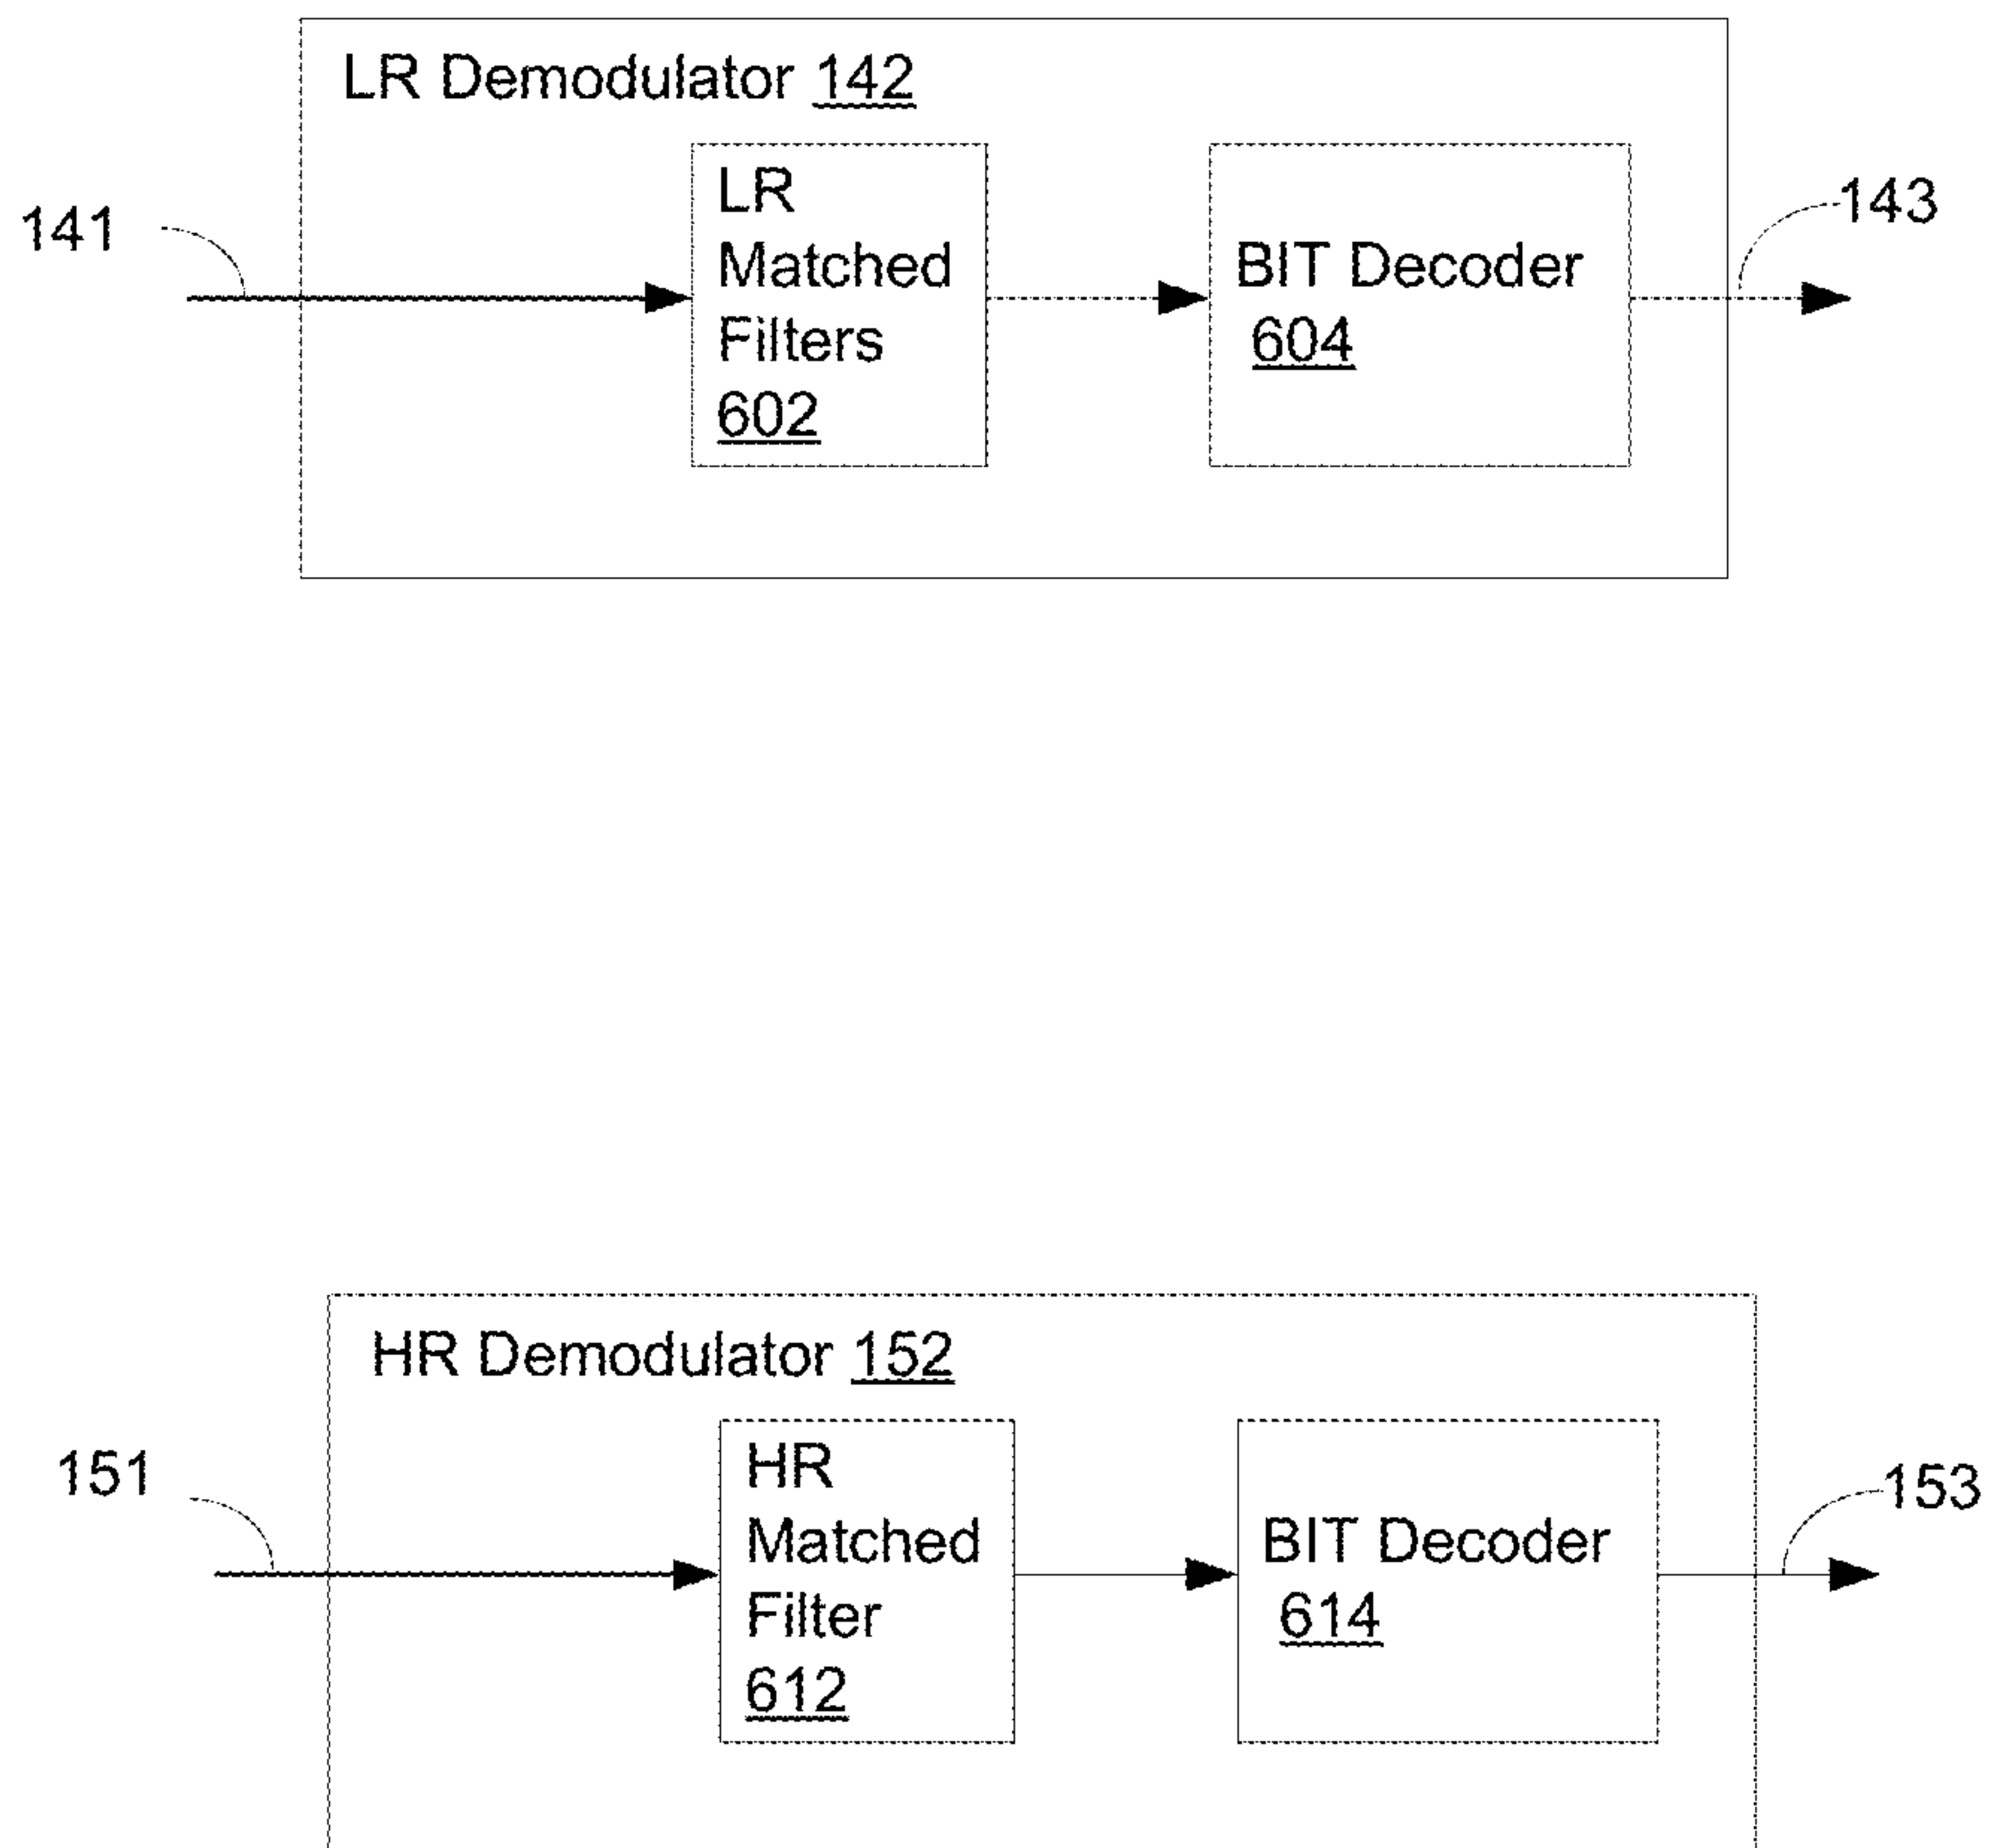 LR Demodulator 142
141
LR
Matched
Filters
602
BIT Decoder
604
143
HR Demodulator 152
151
HR
Matched
Filter
612
BIT Decoder
614
153